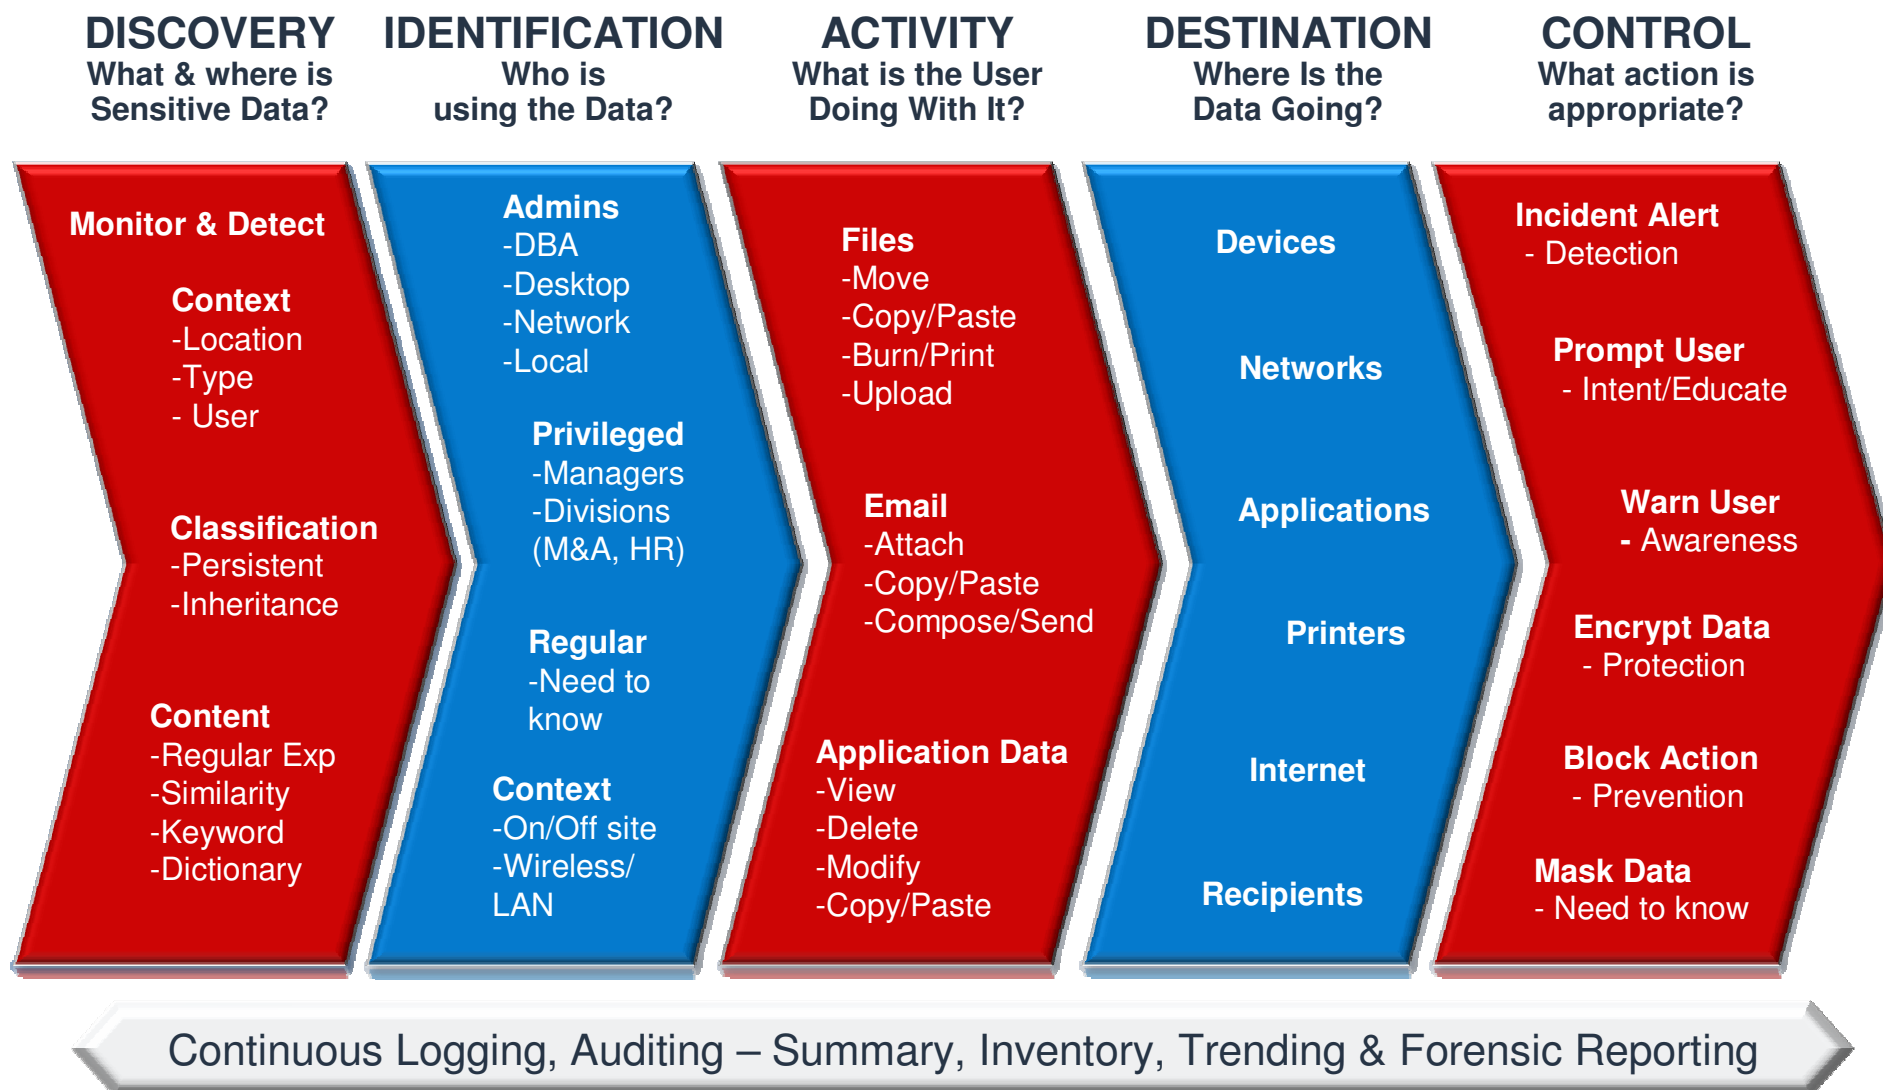 DISCOVERY
What & where is
Sensitive Data?
IDENTIFICATION
Who is
using the Data?
ACTIVITY
What is the User
Doing With It?
DESTINATION
Where Is the
Data Going?
CONTROL
What action is
appropriate?
Monitor & Detect
Context
-Location
-Type
- User
Classification
-Persistent
-Inheritance
Content
-Regular Exp
-Similarity
-Keyword
-Dictionary
Admins
-DBA
-Desktop
-Network
-Local
Privileged
-Managers
-Divisions
(M&A, HR)
Regular
-Need to
know
Context
-On/Off site
-Wireless/
LAN
Files
-Move
-Copy/Paste
-Burn/Print
-Upload
Email
-Attach
-Copy/Paste
-Compose/Send
Application Data
-View
-Delete
-Modify
-Copy/Paste
Devices
Networks
Applications
Printers
Internet
Recipients
Incident Alert
- Detection
Prompt User
- Intent/Educate
Warn User
- Awareness
Encrypt Data
- Protection
Block Action
- Prevention
Mask Data
- Need to know
Continuous Logging, Auditing – Summary, Inventory, Trending & Forensic Reporting